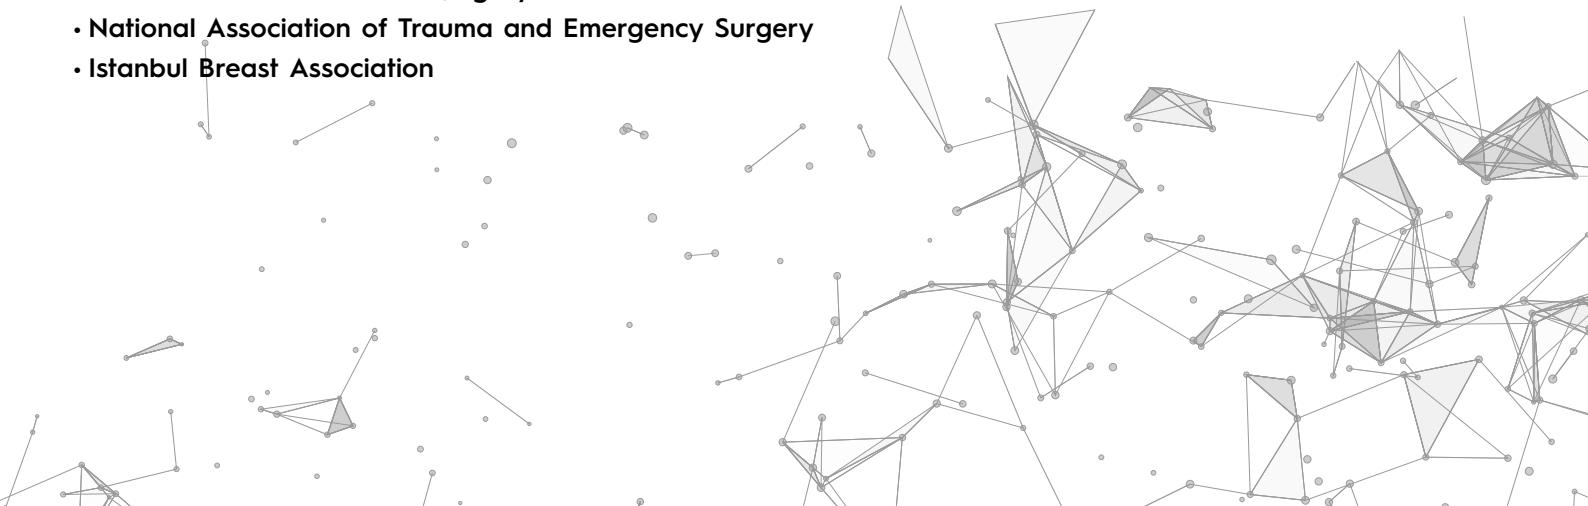 • National Association of Trauma and Emergency Surgery
• Istanbul Breast Association